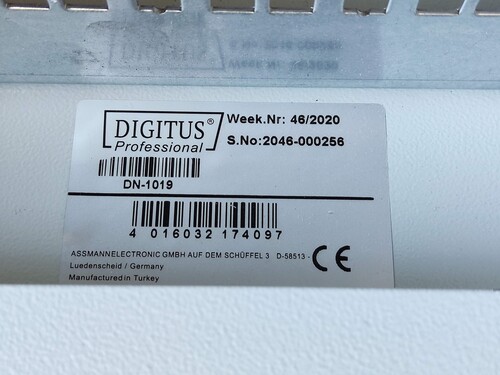 DIGITUS®
Professional
Week.Nr: 46/2020
S.No:2046-000256
DN-1019
4 016032 174097
ASSMANNELECTRONIC GMBH AUF DEM SCHÜFFEL 3 D-58513 -
Luedenscheid / Germany
Manufactured in Turkey
CE